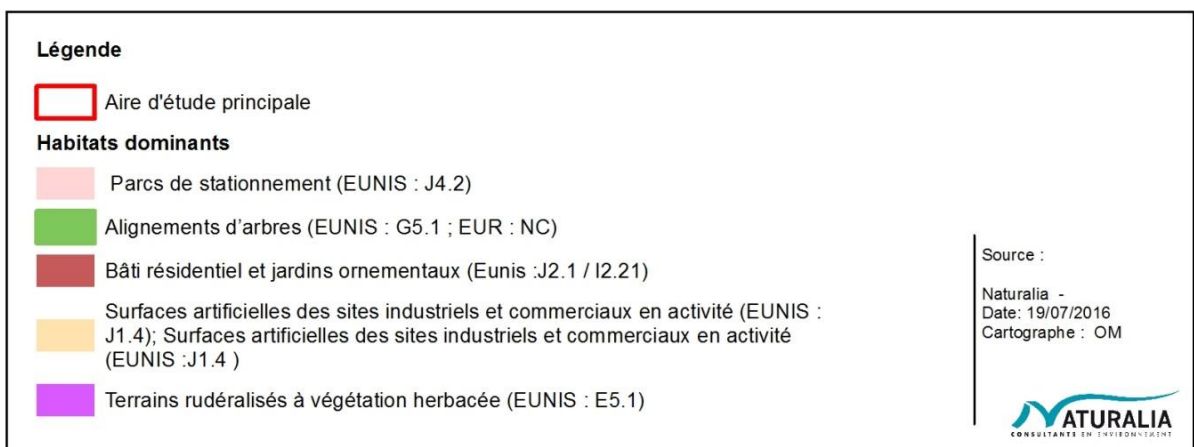 Légende
Aire d'étude principale
Habitats dominants
Parcs de stationnement (EUNIS : J4.2)
Alignements d’arbres (EUNIS : G5.1 ; EUR : NC)
Bâti résidentiel et jardins ornementaux (Eunis :J2.1 / I2.21)
Surfaces artificielles des sites industriels et commerciaux en activité (EUNIS :
J1.4); Surfaces artificielles des sites industriels et commerciaux en activité
(EUNIS :J1.4 )
Terrains rudéralisés à végétation herbacée (EUNIS : E5.1)
Source :
Naturalia -
Date: 19/07/2016
Cartographe : OM
NATURALIA
CONSULTANTS EN ENVIRONNEMENT